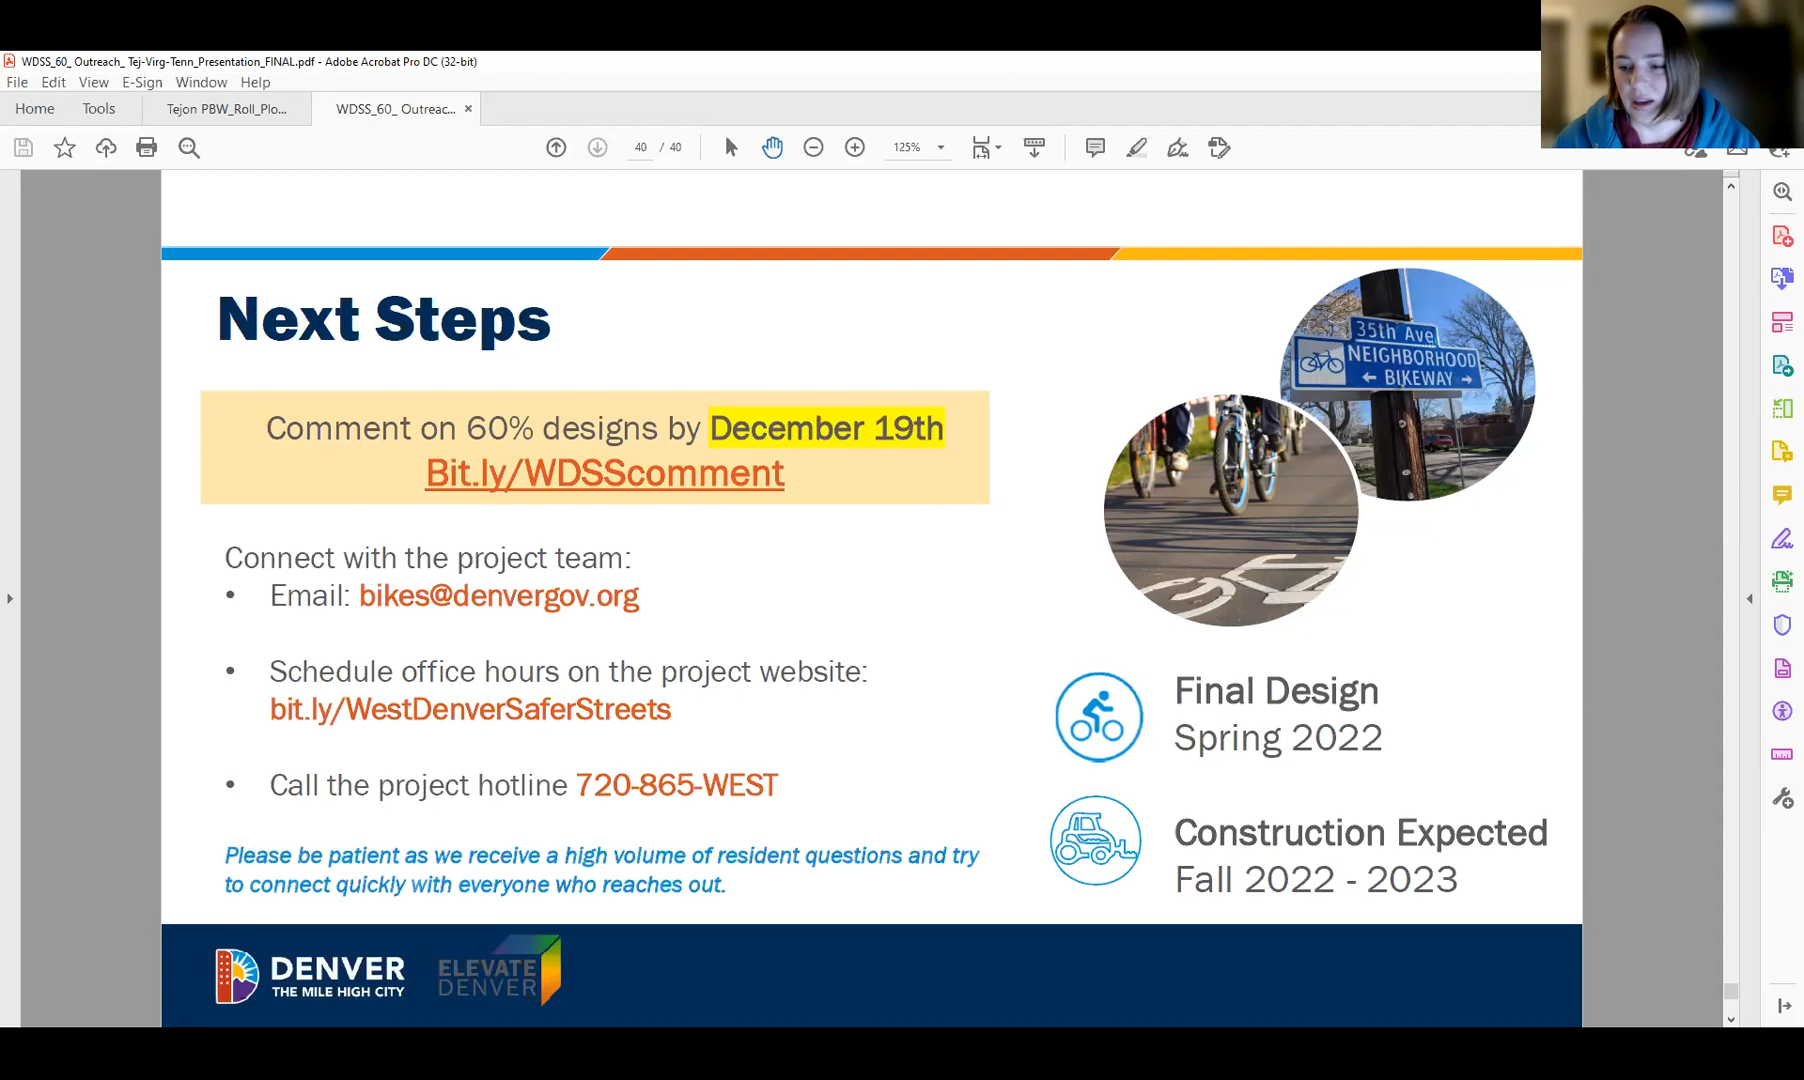 WDSS_60_ Outreach_ Tej-Virg-Tenn_Presentation_FINAL.pdf - Adobe Acrobat Pro DC (32-bit)
File Edit View E-Sign Window Help
Home Tools Tejon PBW_Roll_Plo... WDSS_60_ Outreac... ×
40 / 40 125%
Next Steps
Comment on 60% designs by December 19th
Bit.ly/WDSScomment
Connect with the project team:
• Email: bikes@denvergov.org
• Schedule office hours on the project website:
bit.ly/WestDenverSaferStreets
• Call the project hotline 720-865-WEST
Please be patient as we receive a high volume of resident questions and try
to connect quickly with everyone who reaches out.
35th Ave
NEIGHBORHOOD
← BIKEWAY →
Final Design
Spring 2022
Construction Expected
Fall 2022 - 2023
DENVER
THE MILE HIGH CITY
ELEVATE
DENVER